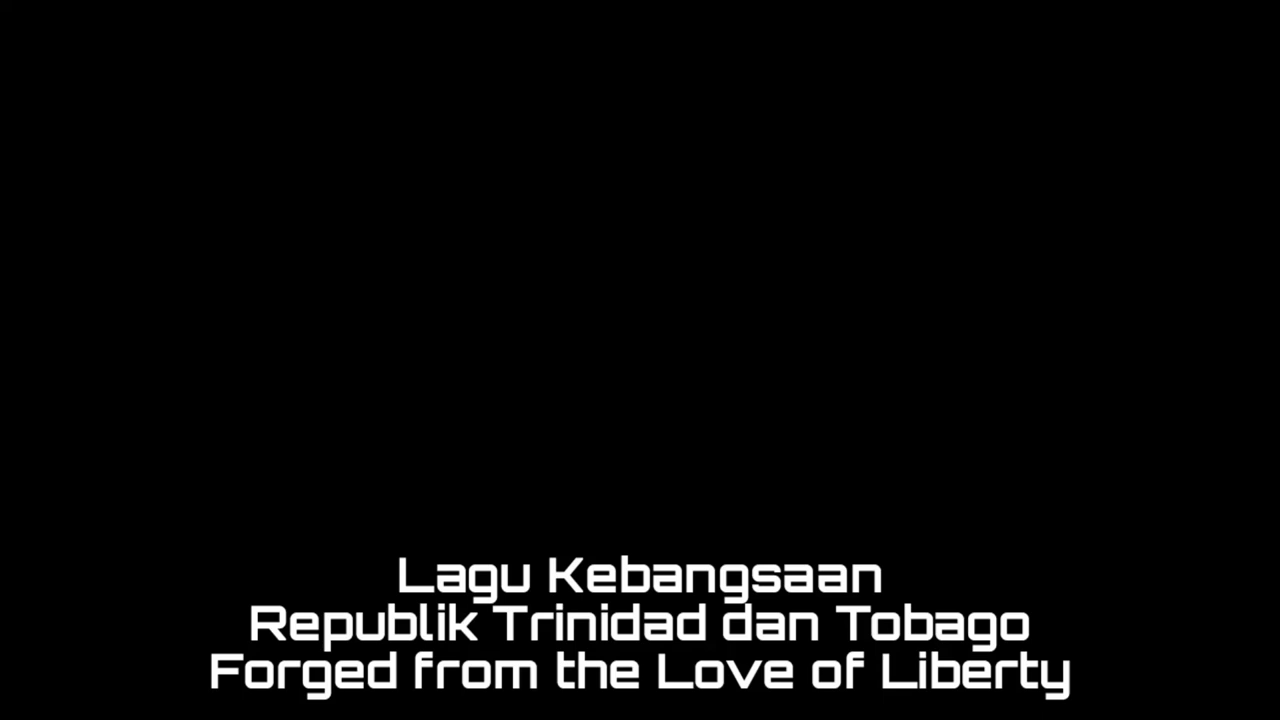 Lagu Kebangsaan
Republik Trinidad dan Tobago
Forged from the Love of Liberty